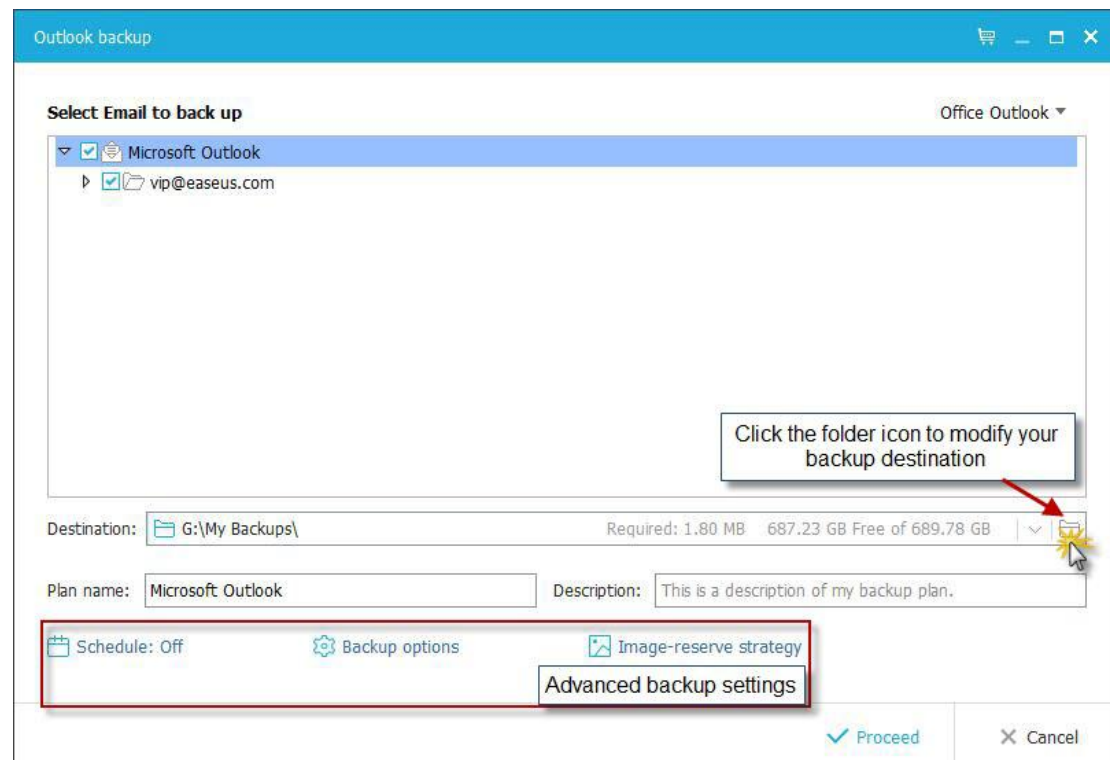 Outlook backup
Select Email to back up
Office Outlook
Microsoft Outlook
vip@easeus.com
Click the folder icon to modify your
backup destination
Destination:
G:\My Backups\
Required: 1.80 MB
687.23 GB Free of 689.78 GB
Plan name:
Microsoft Outlook
Description:
This is a description of my backup plan.
Schedule: Off
Backup options
Image-reserve strategy
Advanced backup settings
Proceed
Cancel